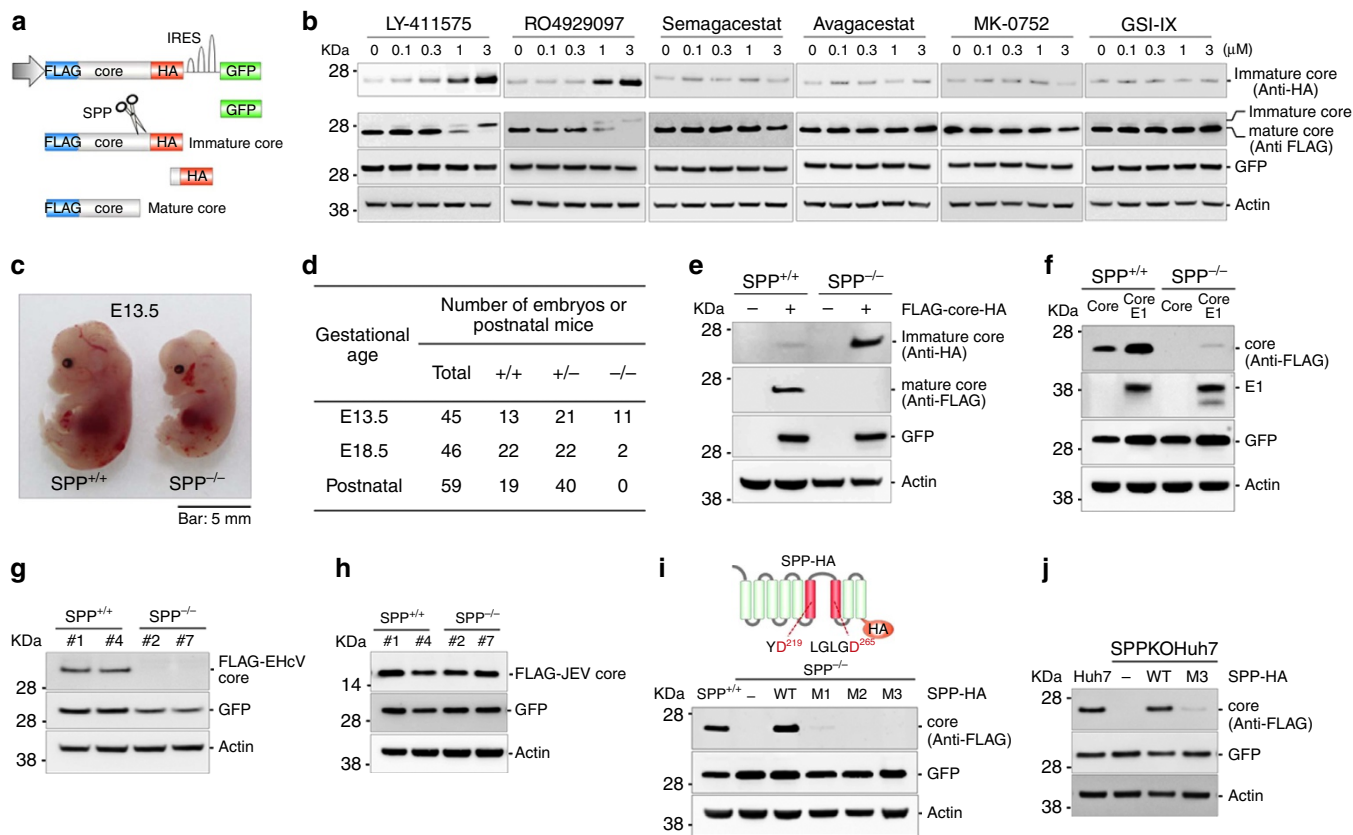 a
IRES
FLAG core HA GFP
GFP
SPP
FLAG core HA Immature core
HA
FLAG core Mature core
b
LY-411575 RO4929097 Semagacestat Avagacestat MK-0752 GSI-IX
KDa 0 0.1 0.3 1 3 0 0.1 0.3 1 3 0 0.1 0.3 1 3 0 0.1 0.3 1 3 0 0.1 0.3 1 3 0 0.1 0.3 1 3 (μM)
28 Immature core
(Anti-HA)
Immature core
28 mature core
(Anti FLAG)
28 GFP
38 Actin
c
E13.5
SPP+/+ SPP–/–
Bar: 5 mm
d
Gestational age Number of embryos or
postnatal mice
Total +/+ +/– –/–
E13.5 45 13 21 11
E18.5 46 22 22 2
Postnatal 59 19 40 0
e
SPP+/+ SPP–/–
KDa – + – + FLAG-core-HA
28 Immature core
(Anti-HA)
28 mature core
(Anti-FLAG)
28 GFP
38 Actin
f
SPP+/+ SPP–/–
KDa Core Core E1 Core Core E1
28 core
(Anti-FLAG)
38 E1
28 GFP
38 Actin
g
SPP+/+ SPP–/–
KDa #1 #4 #2 #7
28 FLAG-EHcV
core
28 GFP
38 Actin
h
SPP+/+ SPP–/–
KDa #1 #4 #2 #7
14 FLAG-JEV core
28 GFP
38 Actin
i
SPP-HA
HA
YD219 LGLGD265
SPP–/–
KDa SPP+/+ – WT M1 M2 M3 SPP-HA
28 core
(Anti-FLAG)
28 GFP
38 Actin
j
SPPKOHuh7
KDa Huh7 – WT M3 SPP-HA
28 core
(Anti-FLAG)
28 GFP
38 Actin